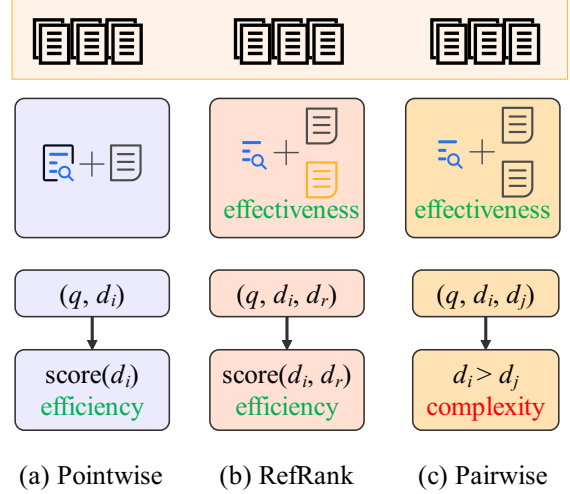 effectiveness effectiveness
(q, d_i) (q, d_i, d_r) (q, d_i, d_j)
score(d_i) score(d_i, d_r) d_i > d_j
efficiency efficiency complexity
(a) Pointwise (b) RefRank (c) Pairwise